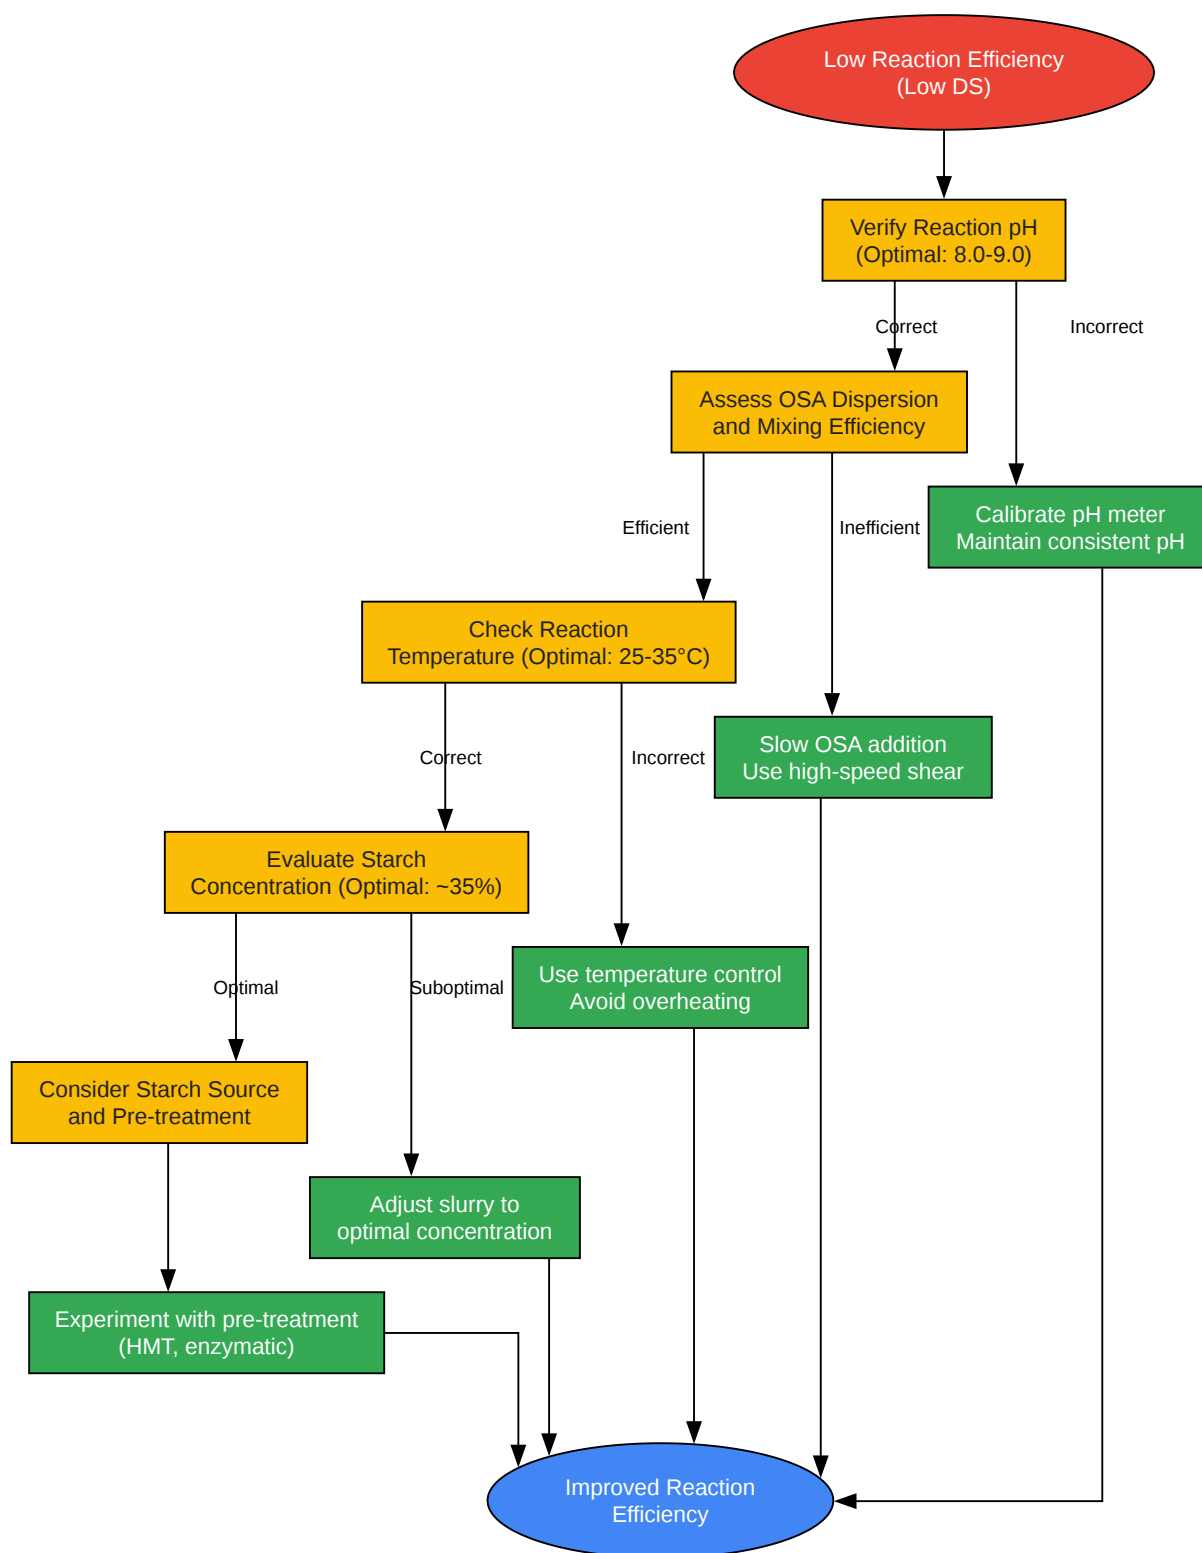 Low Reaction Efficiency
(Low DS)
Verify Reaction pH
(Optimal: 8.0-9.0)
Correct
Incorrect
Assess OSA Dispersion
and Mixing Efficiency
Efficient
Inefficient
Calibrate pH meter
Maintain consistent pH
Check Reaction
Temperature (Optimal: 25-35°C)
Correct
Incorrect
Slow OSA addition
Use high-speed shear
Evaluate Starch
Concentration (Optimal: ~35%)
Optimal
Suboptimal
Use temperature control
Avoid overheating
Consider Starch Source
and Pre-treatment
Adjust slurry to
optimal concentration
Experiment with pre-treatment
(HMT, enzymatic)
Improved Reaction
Efficiency